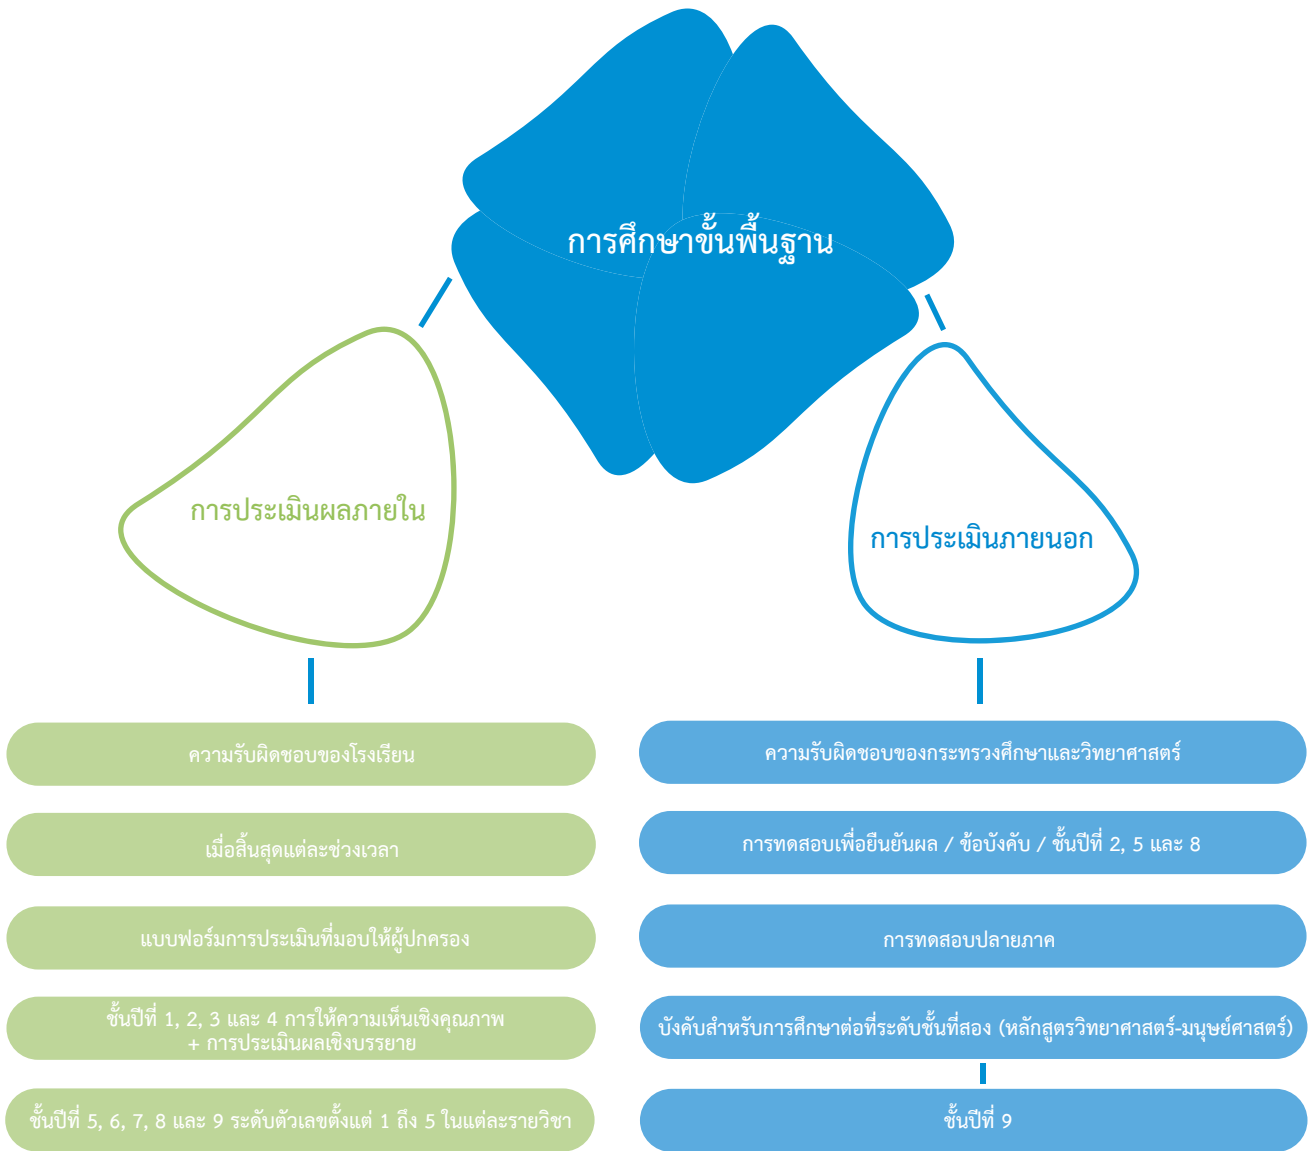 การศึกษาขั้นพื้นฐาน
การประเมินผลภายใน
การประเมินภายนอก
ความรับผิดชอบของโรงเรียน
เมื่อสิ้นสุดแต่ละช่วงเวลา
แบบฟอร์มการประเมินที่มอบให้ผู้ปกครอง
ชั้นปีที่ 1, 2, 3 และ 4 การให้ความเห็นเชิงคุณภาพ
+ การประเมินผลเชิงบรรยาย
ชั้นปีที่ 5, 6, 7, 8 และ 9 ระดับตัวเลขตั้งแต่ 1 ถึง 5 ในแต่ละรายวิชา
ความรับผิดชอบของกระทรวงศึกษาและวิทยาศาสตร์
การทดสอบเพื่อยืนยันผล / ข้อบังคับ / ชั้นปีที่ 2, 5 และ 8
การทดสอบปลายภาค
บังคับสำหรับการศึกษาต่อที่ระดับชั้นที่สอง (หลักสูตรวิทยาศาสตร์-มนุษย์ศาสตร์)
ชั้นปีที่ 9